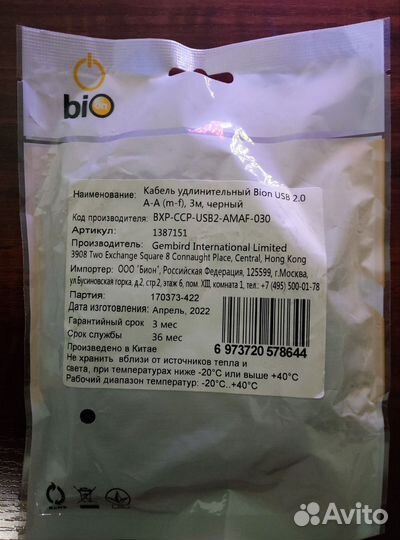 bion
Наименование: Кабель удлинительный Bion USB 2.0
A-A (m-f), 3м, черный
Код производителя: BXP-CCP-USB2-AMAF-030
Артикул: 1387151
Производитель: Gembird International Limited
3908 Two Exchange Square 8 Connaught Place, Central, Hong Kong
Импортер: ООО "Бион", Российская Федерация, 125599, г.Москва,
ул.Бусиновская горка, д.2, стр.2, этаж 6, пом. XIII, комната 1, тел.: +7 (495) 500-01-78
Партия: 170373-422
Дата изготовления: Апрель, 2022
Гарантийный срок 3 мес
Срок службы 36 мес
Произведено в Китае
6 973720 578644
Не хранить вблизи от источников тепла и
света, при температурах ниже -20°C или выше +40°C
Рабочий диапазон температур: -20°C..+40°C
Avito